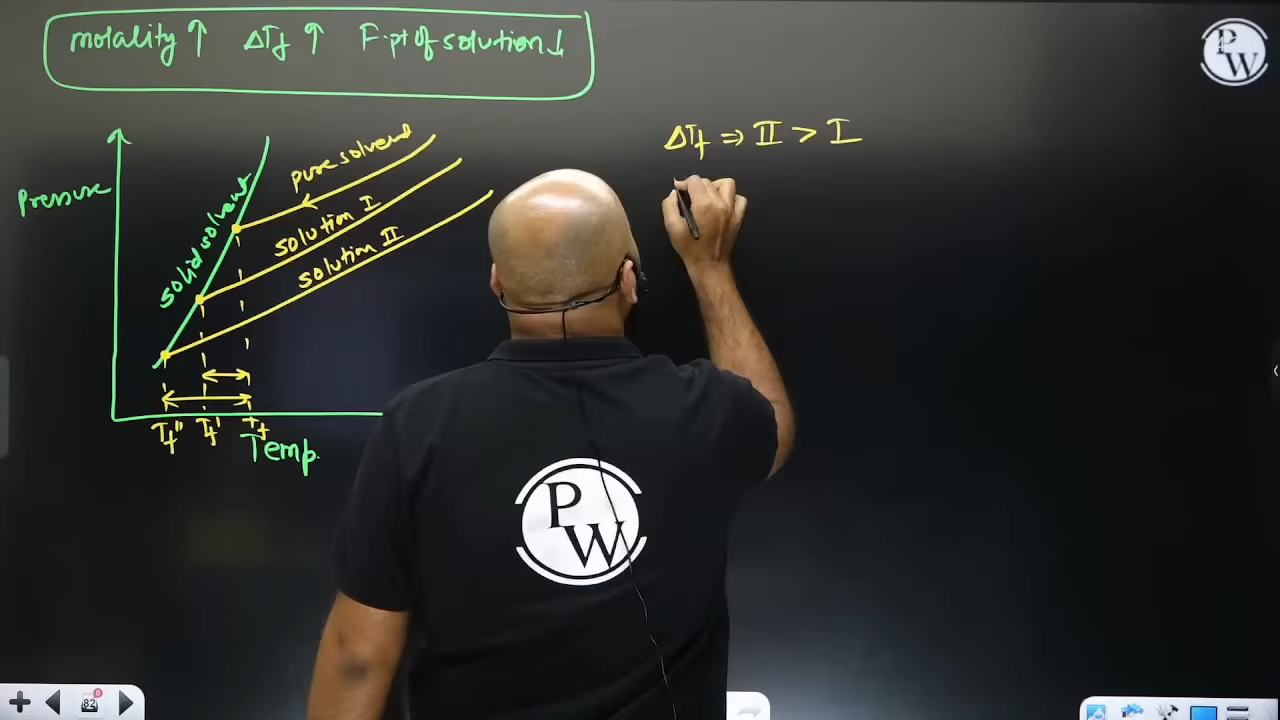 molality ↑ ΔTf ↑ F.pt of solution ↓
PW
ΔTf ⇒ II > I
Pressure
solid solvent
pure solvent
solution I
solution II
Tf" Tf' Tf
Temp.
PW
82